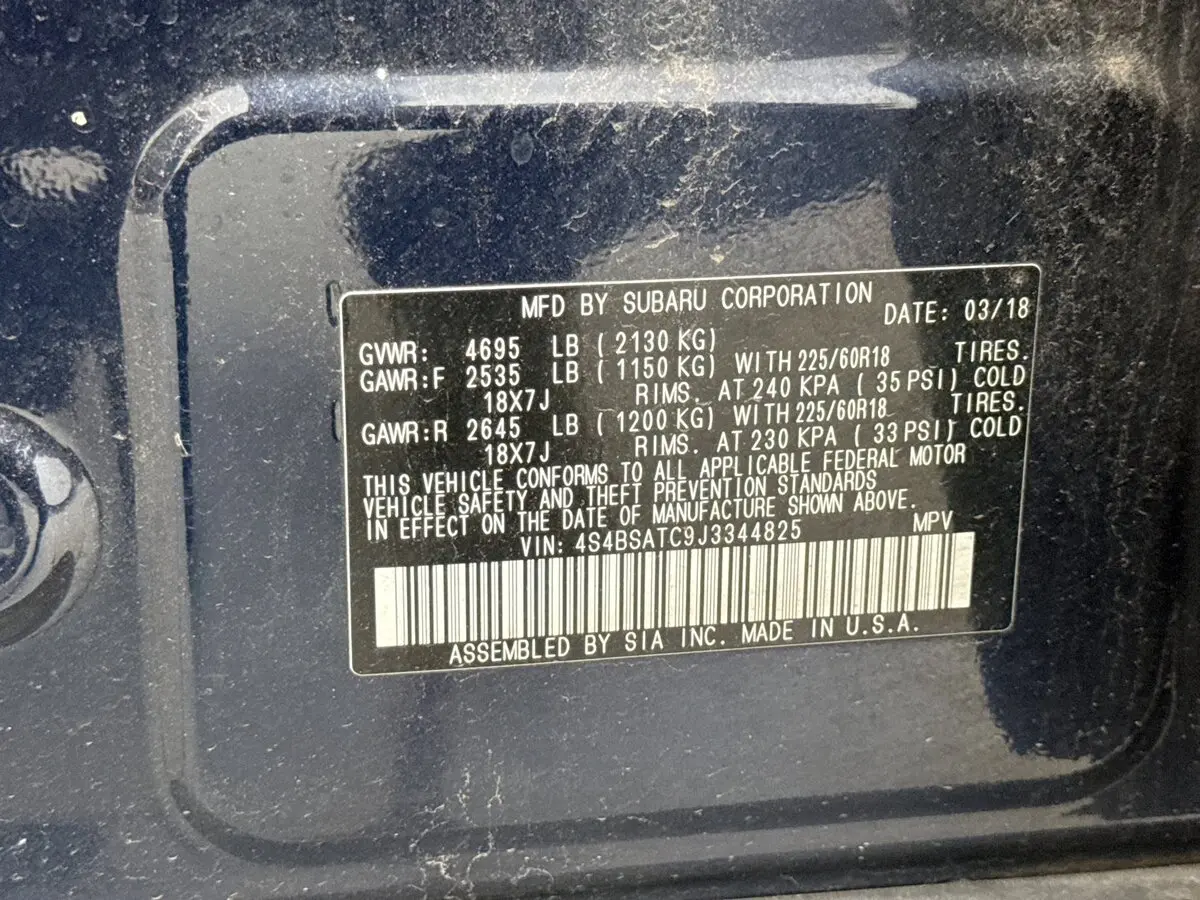 MFD BY SUBARU CORPORATION DATE: 03/18
GVWR: 4695 LB ( 2130 KG)
GAWR:F 2535 LB ( 1150 KG) WITH 225/60R18 TIRES.
18X7J RIMS. AT 240 KPA ( 35 PSI) COLD
GAWR:R 2645 LB ( 1200 KG) WITH 225/60R18 TIRES.
18X7J RIMS. AT 230 KPA ( 33 PSI) COLD
THIS VEHICLE CONFORMS TO ALL APPLICABLE FEDERAL MOTOR
VEHICLE SAFETY AND THEFT PREVENTION STANDARDS
IN EFFECT ON THE DATE OF MANUFACTURE SHOWN ABOVE.
VIN: 4S4BSATC9J3344825 MPV
ASSEMBLED BY SIA INC. MADE IN U.S.A.